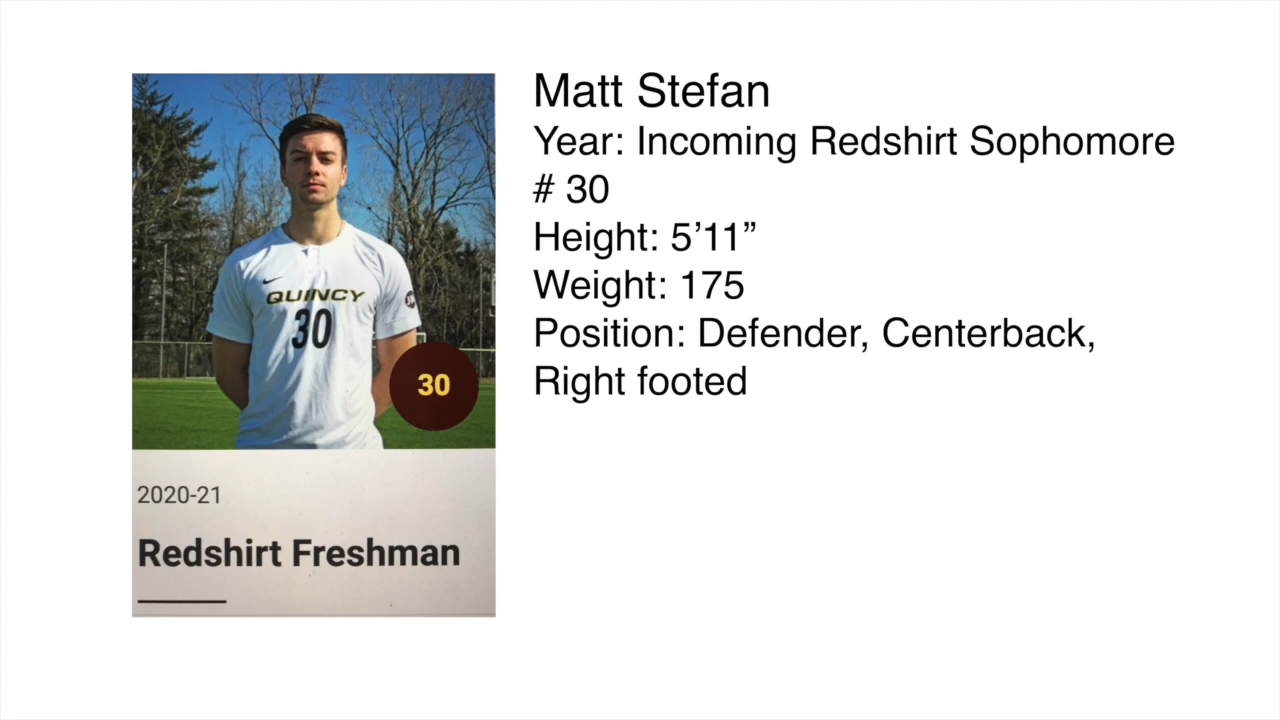 Matt Stefan
Year: Incoming Redshirt Sophomore
# 30
Height: 5’11”
Weight: 175
Position: Defender, Centerback,
Right footed
QUINCY
30
30
2020-21
Redshirt Freshman